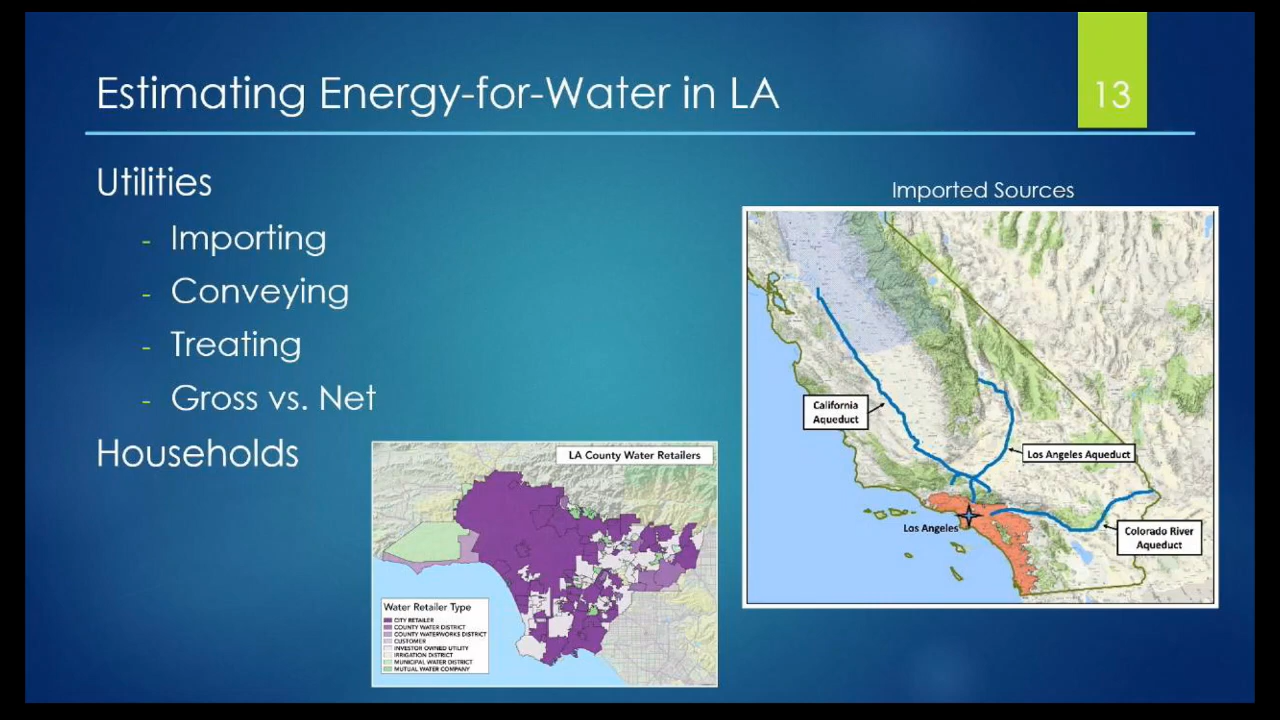 Estimating Energy-for-Water in LA
13
Utilities
- Importing
- Conveying
- Treating
- Gross vs. Net
Households
Imported Sources
California
Aqueduct
Los Angeles Aqueduct
Los Angeles
Colorado River
Aqueduct
LA County Water Retailers
Water Retailer Type
CITY RETAILER
COUNTY WATER DISTRICT
COUNTY WATERWORKS DISTRICT
CUSTOMER
INVESTOR OWNED UTILITY
IRRIGATION DISTRICT
MUNICIPAL WATER DISTRICT
MUTUAL WATER COMPANY